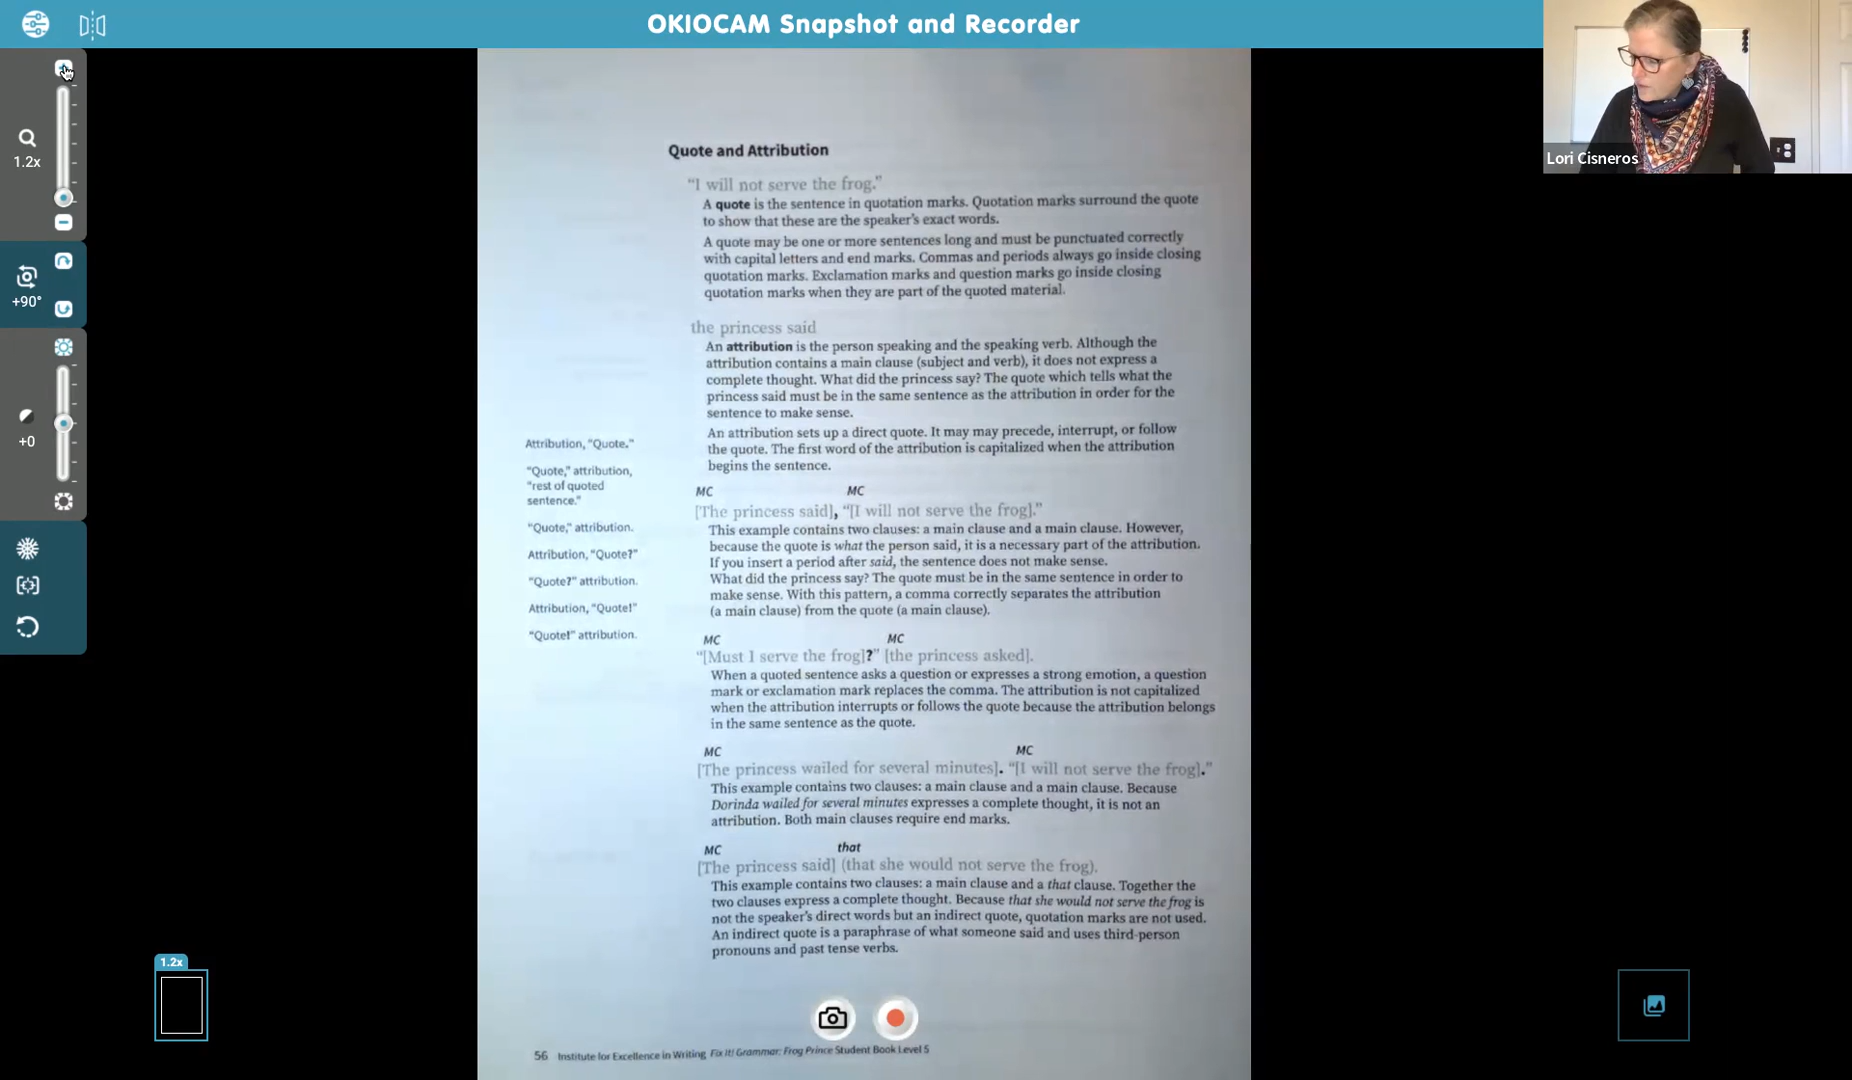 OKIOCAM Snapshot and Recorder
1.2x
+90°
+0
Lori Cisneros
Quote and Attribution
“I will not serve the frog.”
A quote is the sentence in quotation marks. Quotation marks surround the quote
to show that these are the speaker’s exact words.
A quote may be one or more sentences long and must be punctuated correctly
with capital letters and end marks. Commas and periods always go inside closing
quotation marks. Exclamation marks and question marks go inside closing
quotation marks when they are part of the quoted material.
the princess said
An attribution is the person speaking and the speaking verb. Although the
attribution contains a main clause (subject and verb), it does not express a
complete thought. What did the princess say? The quote which tells what the
princess said must be in the same sentence as the attribution in order for the
sentence to make sense.
An attribution sets up a direct quote. It may may precede, interrupt, or follow
the quote. The first word of the attribution is capitalized when the attribution
begins the sentence.
Attribution, “Quote.”
“Quote,” attribution,
“rest of quoted
sentence.”
“Quote,” attribution.
Attribution, “Quote?”
“Quote?” attribution.
Attribution, “Quote!”
“Quote!” attribution.
MC MC
[The princess said], “[I will not serve the frog].”
This example contains two clauses: a main clause and a main clause. However,
because the quote is what the person said, it is a necessary part of the attribution.
If you insert a period after said, the sentence does not make sense.
What did the princess say? The quote must be in the same sentence in order to
make sense. With this pattern, a comma correctly separates the attribution
(a main clause) from the quote (a main clause).
MC MC
“[Must I serve the frog]?” [the princess asked].
When a quoted sentence asks a question or expresses a strong emotion, a question
mark or exclamation mark replaces the comma. The attribution is not capitalized
when the attribution interrupts or follows the quote because the attribution belongs
in the same sentence as the quote.
MC MC
[The princess wailed for several minutes]. “[I will not serve the frog].”
This example contains two clauses: a main clause and a main clause. Because
Dorinda wailed for several minutes expresses a complete thought, it is not an
attribution. Both main clauses require end marks.
MC that
[The princess said] (that she would not serve the frog).
This example contains two clauses: a main clause and a that clause. Together the
two clauses express a complete thought. Because that she would not serve the frog is
not the speaker’s direct words but an indirect quote, quotation marks are not used.
An indirect quote is a paraphrase of what someone said and uses third-person
pronouns and past tense verbs.
1.2x
56 Institute for Excellence in Writing Fix It! Grammar: Frog Prince Student Book Level 5